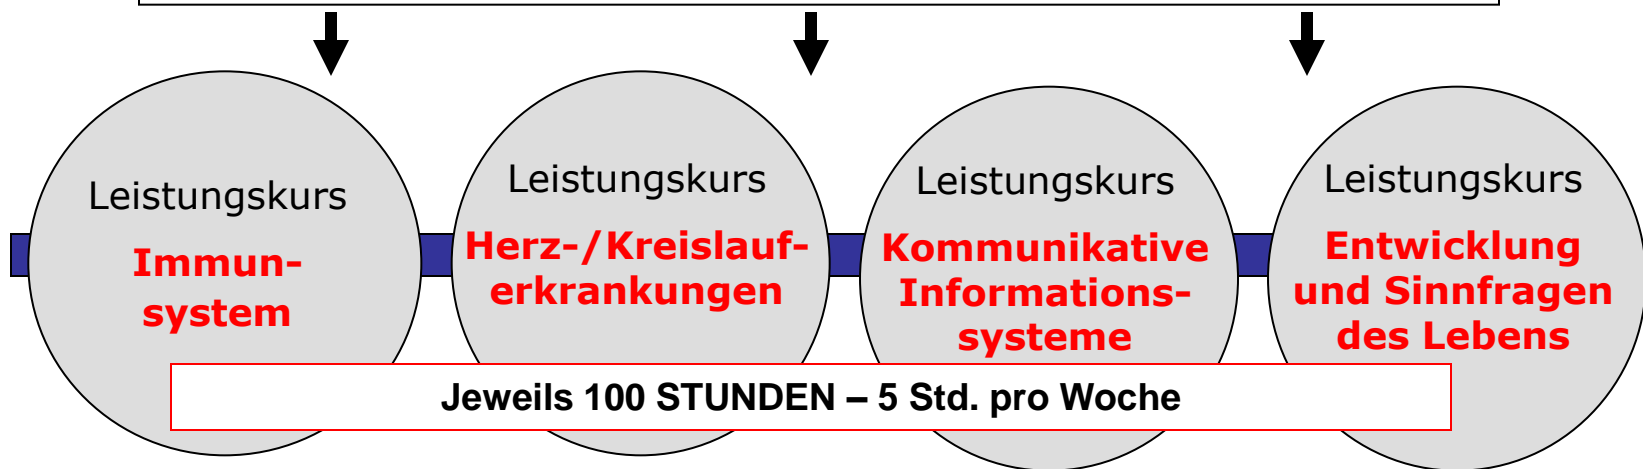 Leistungskurs
Immun-
system
Leistungskurs
Herz-/Kreislauf-
erkrankungen
Leistungskurs
Kommunikative
Informations-
systeme
Leistungskurs
Entwicklung
und Sinnfragen
des Lebens
Jeweils 100 STUNDEN – 5 Std. pro Woche